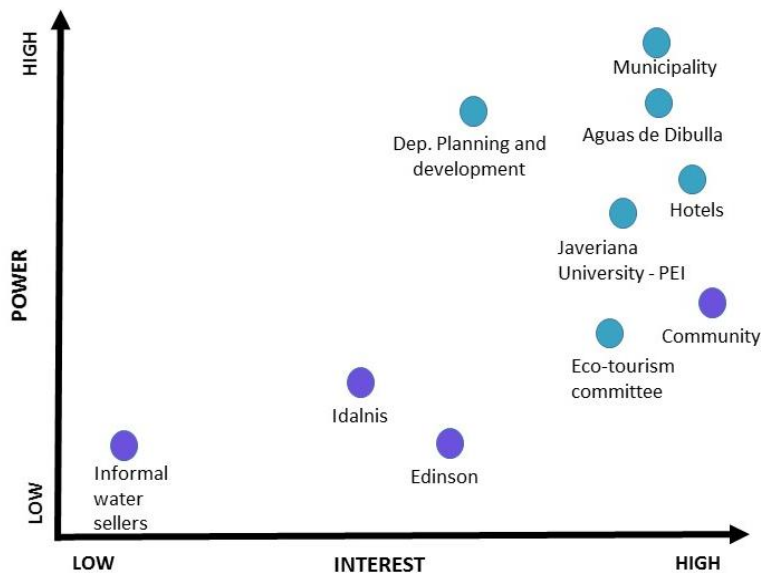 HIGH
Municipality
Aguas de Dibulla
Dep. Planning and
development
Hotels
Javeriana
University - PEI
POWER
Community
Eco-tourism
committee
Idalnis
Edinson
Informal
water
sellers
LOW
LOW
INTEREST
HIGH